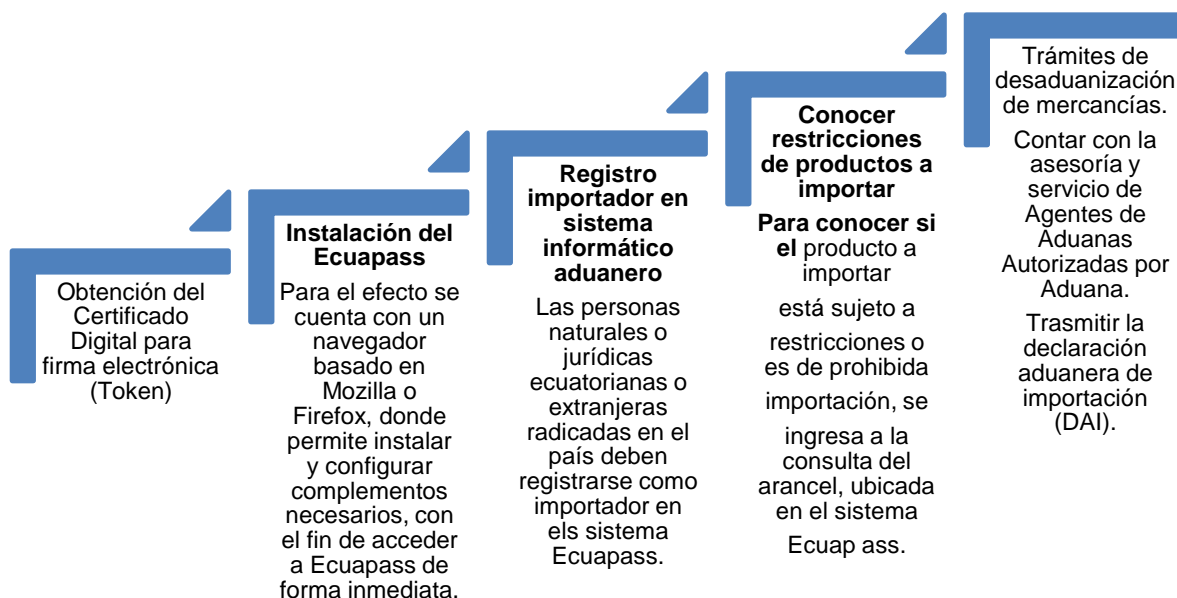 Obtención del
Certificado
Digital para
firma electrónica
(Token)
Instalación del
Ecuapass
Para el efecto se
cuenta con un
navegador
basado en
Mozilla o
Firefox, donde
permite instalar
y configurar
complementos
necesarios, con
el fin de acceder
a Ecuapass de
forma inmediata.
Registro
importador en
sistema
informático
aduanero
Las personas
naturales o
jurídicas
ecuatorianas o
extranjeras
radicadas en el
país deben
registrarse como
importador en
els sistema
Ecuapass.
Conocer
restricciones
de productos a
importar
Para conocer si
el producto a
importar
está sujeto a
restricciones o
es de prohibida
importación, se
ingresa a la
consulta del
arancel, ubicada
en el sistema
Ecuap ass.
Trámites de
desaduanización
de mercancías.
Contar con la
asesoría y
servicio de
Agentes de
Aduanas
Autorizadas por
Aduana.
Trasmitir la
declaración
aduanera de
importación
(DAI).